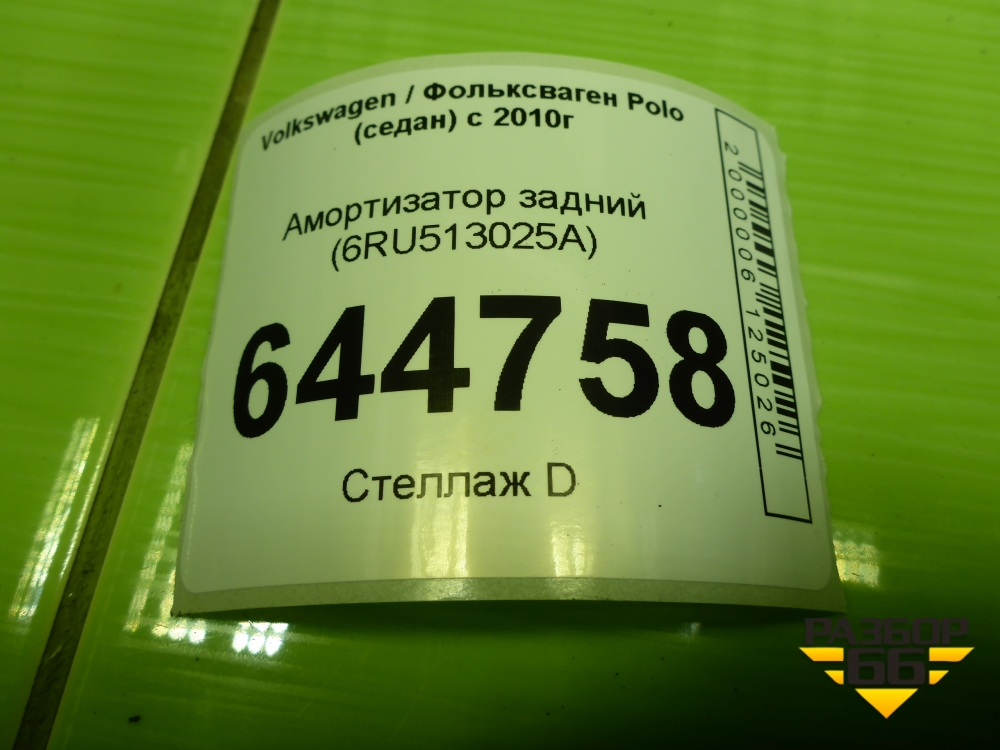 Volkswagen / Фольксваген Polo
(седан) с 2010г
Амортизатор задний
(6RU513025A)
644758
Стеллаж D
2000006125026
РАЗБОР
66